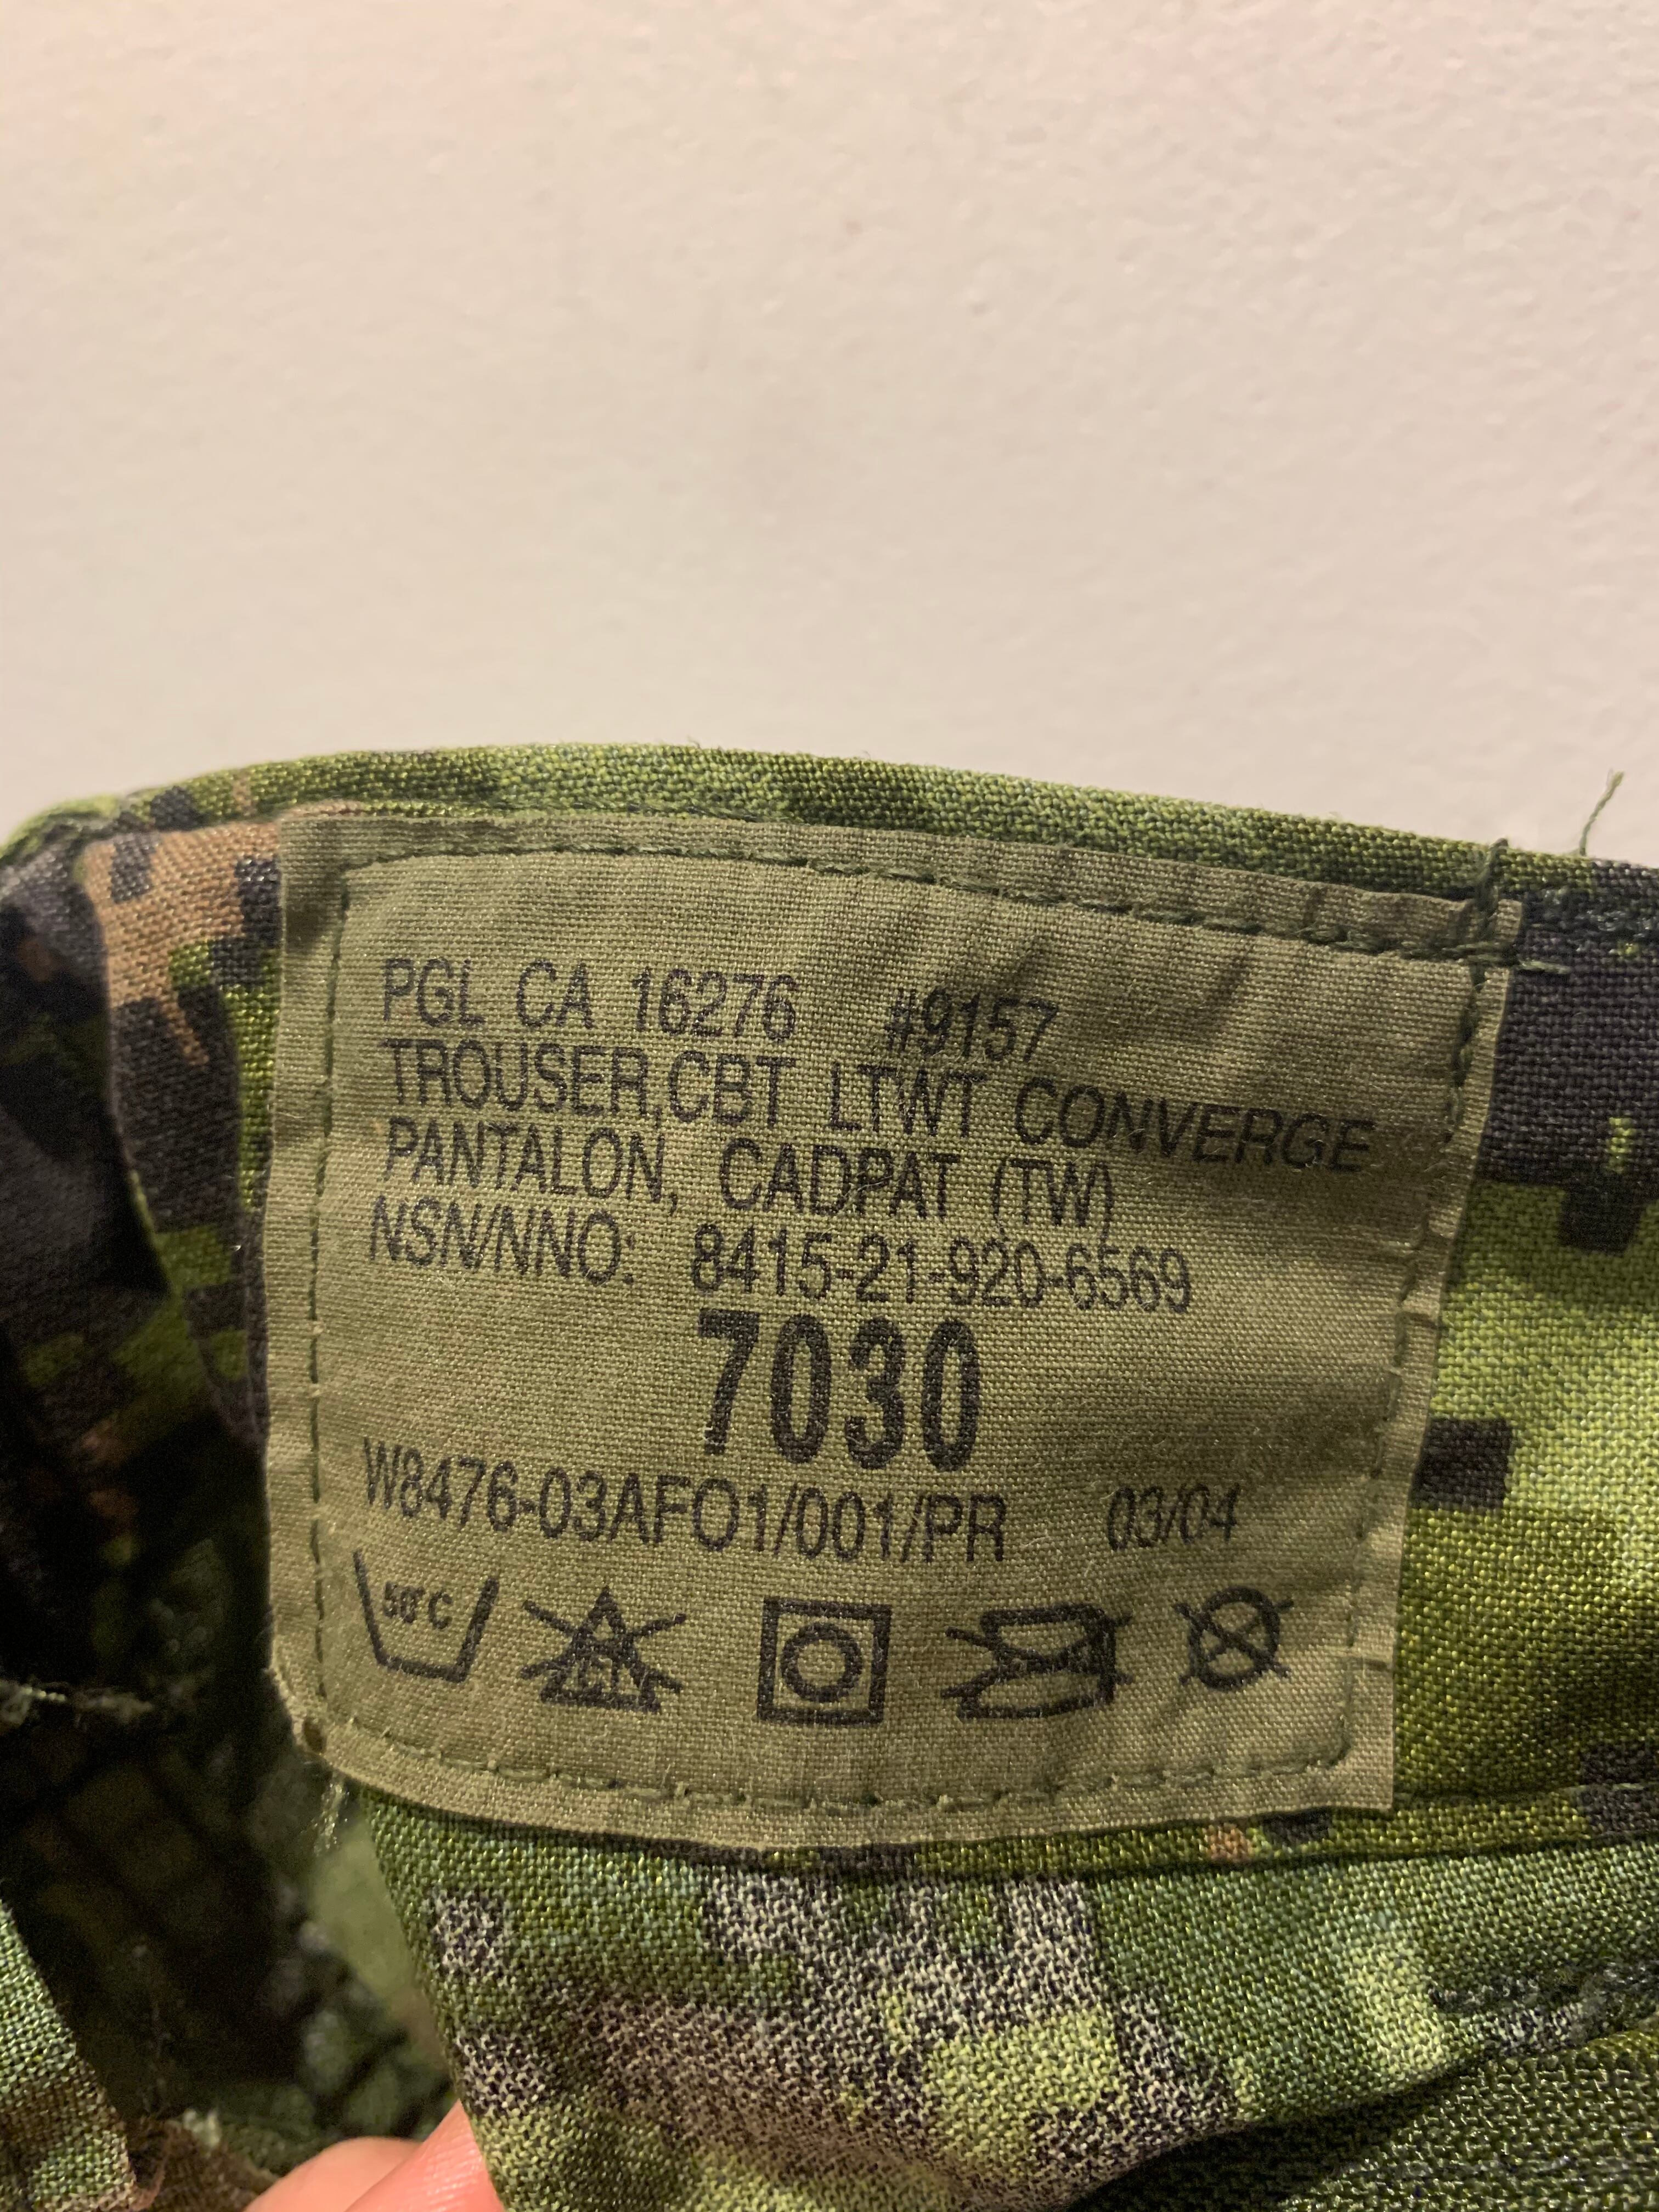 PGL CA 16276 #9157
TROUSER,CBT LTWT CONVERGE
PANTALON, CADPAT (TW)
NSN/NNO: 8415-21-920-6569
7030
W8476-03AFO1/001/PR 03/04
50°C